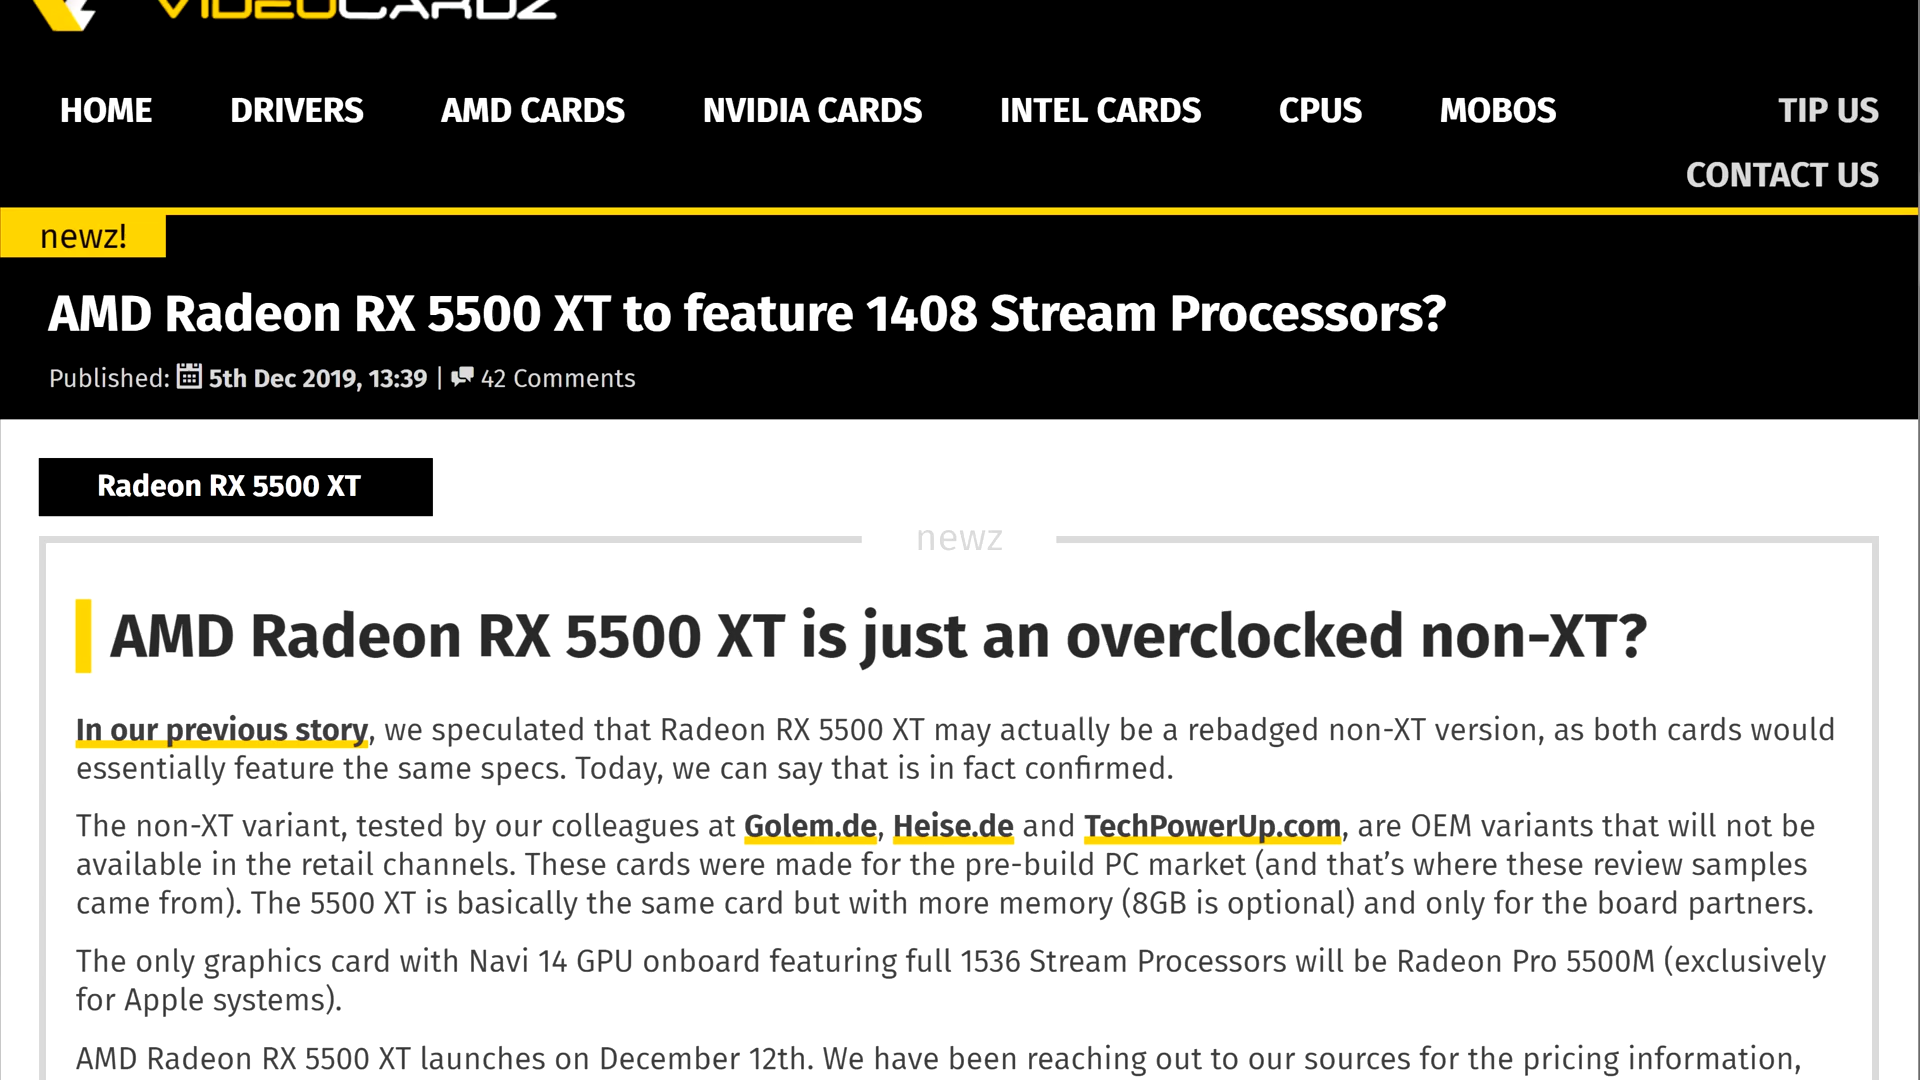 VIDEOCARDZ
HOME DRIVERS AMD CARDS NVIDIA CARDS INTEL CARDS CPUS MOBOS TIP US
CONTACT US
newz!
AMD Radeon RX 5500 XT to feature 1408 Stream Processors?
Published: 5th Dec 2019, 13:39 | 42 Comments
Radeon RX 5500 XT
newz
AMD Radeon RX 5500 XT is just an overclocked non-XT?
In our previous story, we speculated that Radeon RX 5500 XT may actually be a rebadged non-XT version, as both cards would
essentially feature the same specs. Today, we can say that is in fact confirmed.
The non-XT variant, tested by our colleagues at Golem.de, Heise.de and TechPowerUp.com, are OEM variants that will not be
available in the retail channels. These cards were made for the pre-build PC market (and that’s where these review samples
came from). The 5500 XT is basically the same card but with more memory (8GB is optional) and only for the board partners.
The only graphics card with Navi 14 GPU onboard featuring full 1536 Stream Processors will be Radeon Pro 5500M (exclusively
for Apple systems).
AMD Radeon RX 5500 XT launches on December 12th. We have been reaching out to our sources for the pricing information,